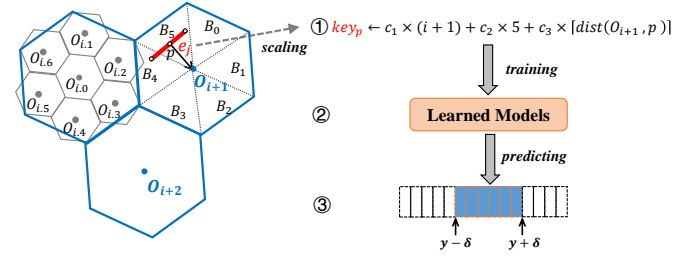 ① key_p ← c_1 × (i + 1) + c_2 × 5 + c_3 × ⌈dist(O_{i+1}, p)⌉
scaling
training
② Learned Models
predicting
③
y − δ
y + δ
B_5
B_0
B_4
B_1
B_3
B_2
p
e_j
O_{i+1}
O_{i.1}
O_{i.6}
O_{i.2}
O_{i.0}
O_{i.5}
O_{i.3}
O_{i.4}
O_{i+2}